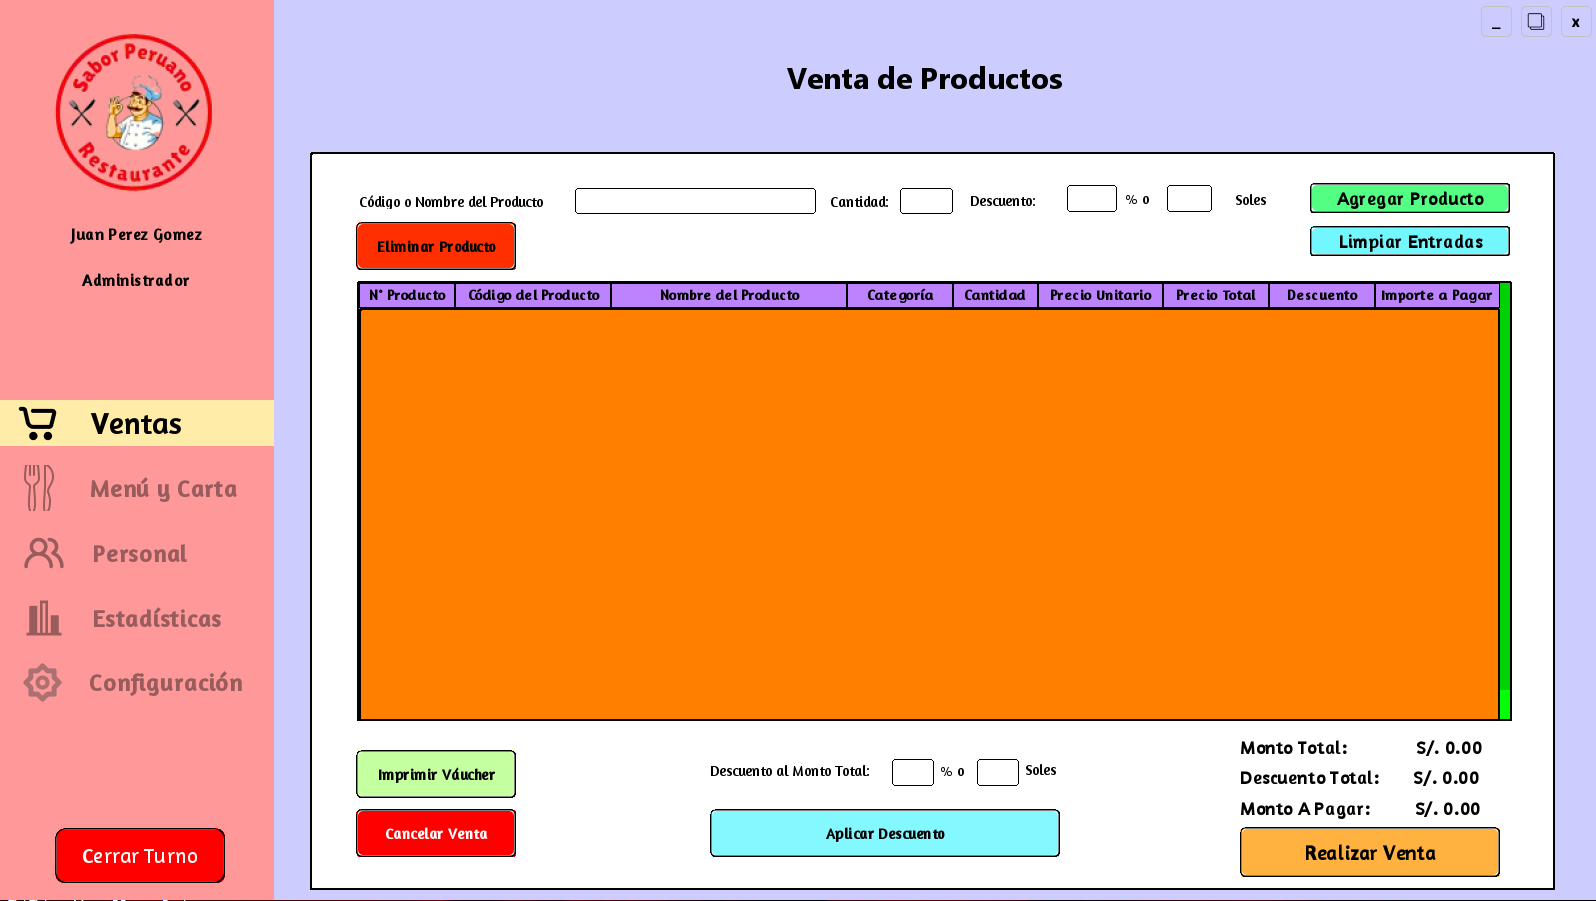 _ x
Sabor Peruano
Restaurante
Juan Perez Gomez
Administrador
Ventas
Menú y Carta
Personal
Estadísticas
Configuración
Cerrar Turno
Venta de Productos
Código o Nombre del Producto Cantidad: Descuento: % o Soles Agregar Producto
Eliminar Producto Limpiar Entradas
N° Producto Código del Producto Nombre del Producto Categoría Cantidad Precio Unitario Precio Total Descuento Importe a Pagar
Imprimir Váucher
Cancelar Venta
Descuento al Monto Total: % o Soles
Aplicar Descuento
Monto Total: S/. 0.00
Descuento Total: S/. 0.00
Monto A Pagar: S/. 0.00
Realizar Venta